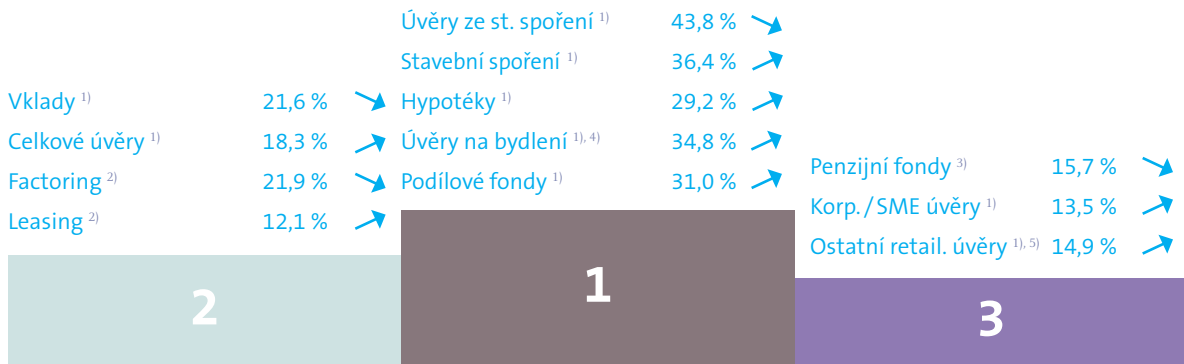 Úvěry ze st. spoření 1) 43,8 %
Stavební spoření 1) 36,4 %
Hypotéky 1) 29,2 %
Úvěry na bydlení 1), 4) 34,8 %
Podílové fondy 1) 31,0 %
1
Vklady 1) 21,6 %
Celkové úvěry 1) 18,3 %
Factoring 2) 21,9 %
Leasing 2) 12,1 %
2
Penzijní fondy 3) 15,7 %
Korp. / SME úvěry 1) 13,5 %
Ostatní retail. úvěry 1), 5) 14,9 %
3